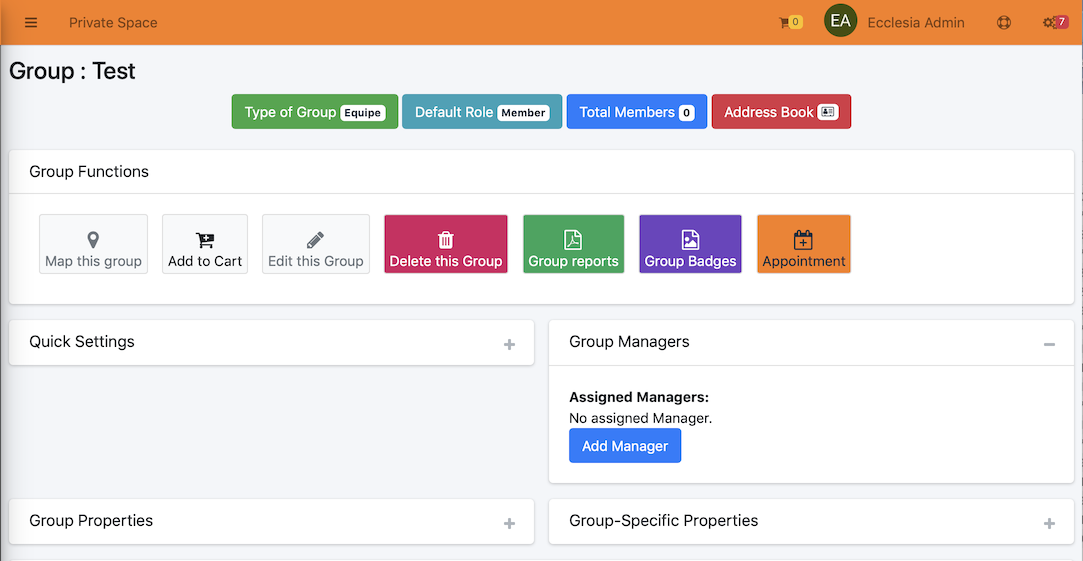 Private Space
0
EA
Ecclesia Admin
7
Group : Test
Type of Group Equipe
Default Role Member
Total Members 0
Address Book
Group Functions
Map this group
Add to Cart
Edit this Group
Delete this Group
Group reports
Group Badges
Appointment
Quick Settings
Group Managers
Assigned Managers:
No assigned Manager.
Add Manager
Group Properties
Group-Specific Properties